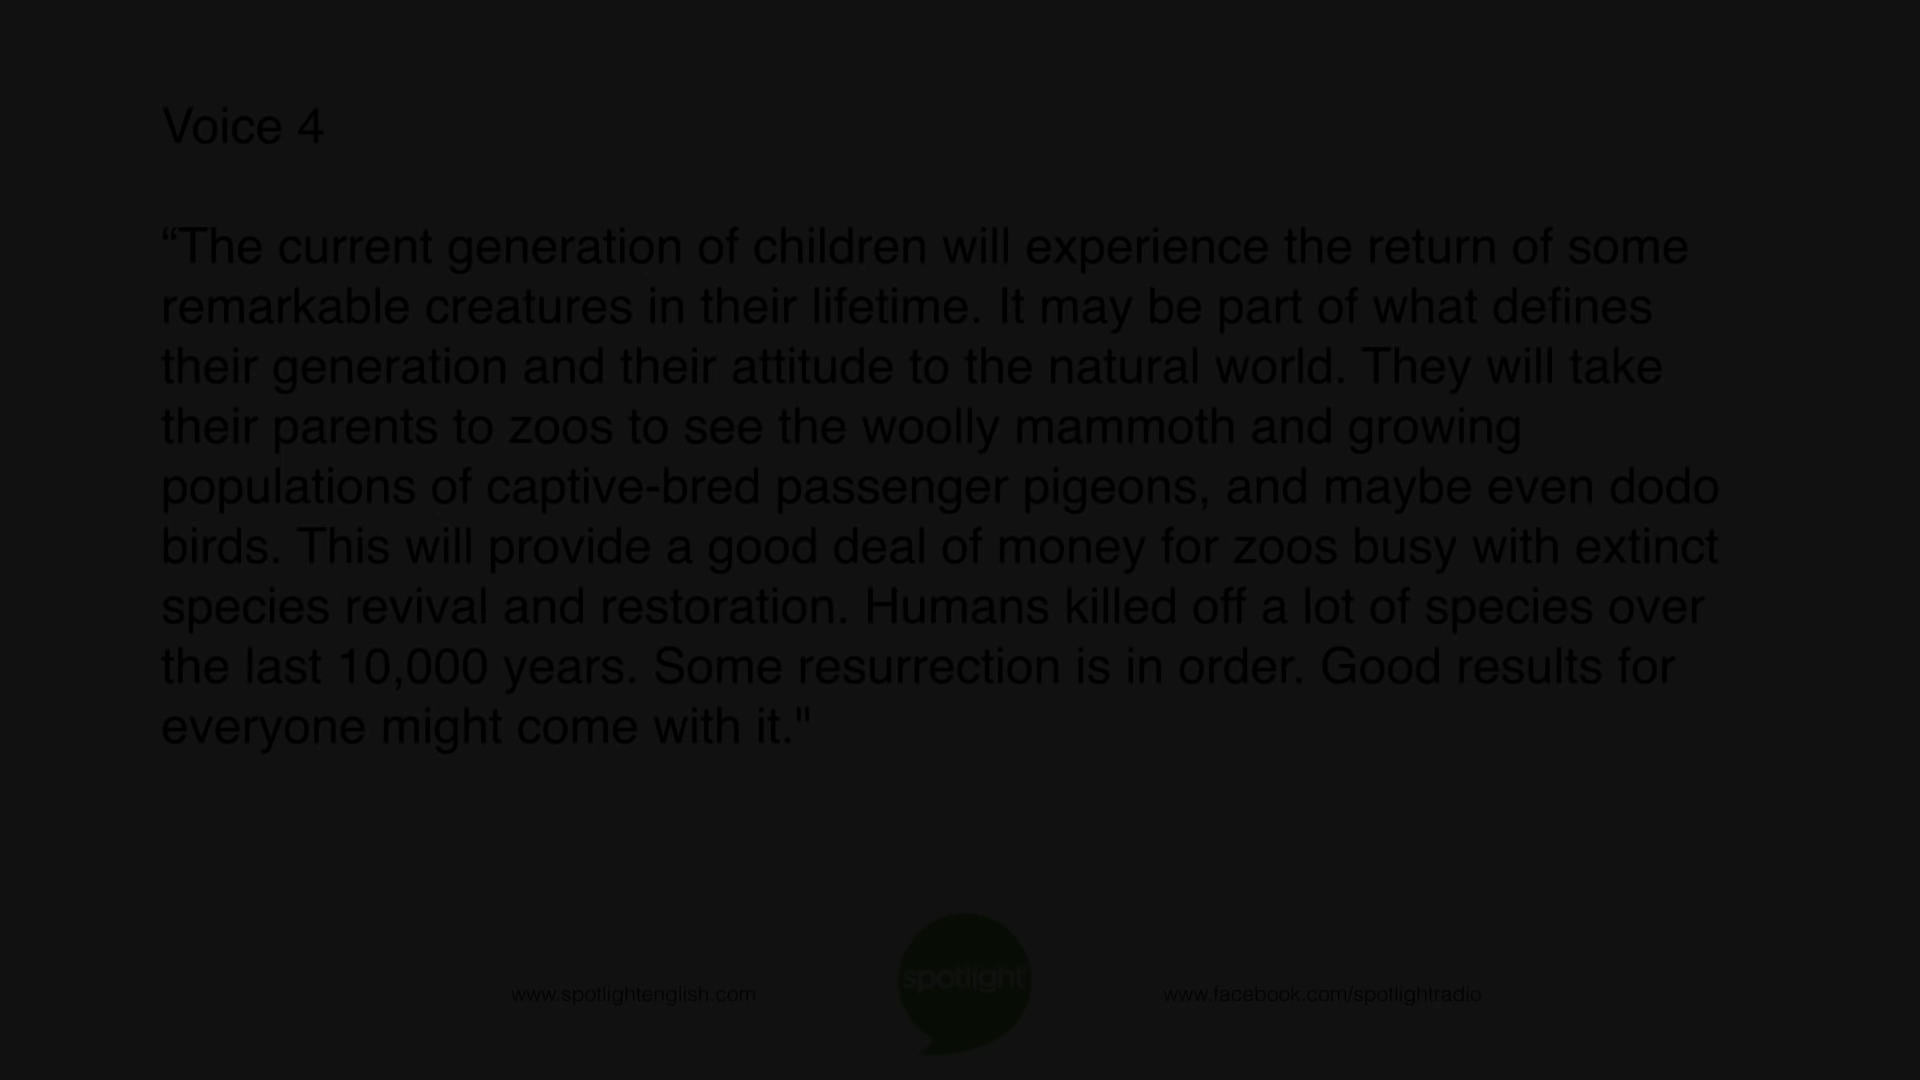 Voice 4
“The current generation of children will experience the return of some
remarkable creatures in their lifetime. It may be part of what defines
their generation and their attitude to the natural world. They will take
their parents to zoos to see the woolly mammoth and growing
populations of captive-bred passenger pigeons, and maybe even dodo
birds. This will provide a good deal of money for zoos busy with extinct
species revival and restoration. Humans killed off a lot of species over
the last 10,000 years. Some resurrection is in order. Good results for
everyone might come with it."
spotlight
www.spotlightenglish.com
www.facebook.com/spotlightradio